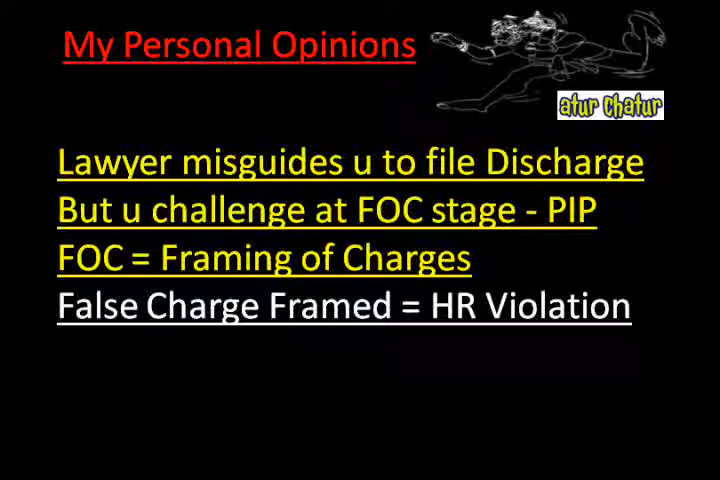 My Personal Opinions
atur chatur
Lawyer misguides u to file Discharge
But u challenge at FOC stage - PIP
FOC = Framing of Charges
False Charge Framed = HR Violation